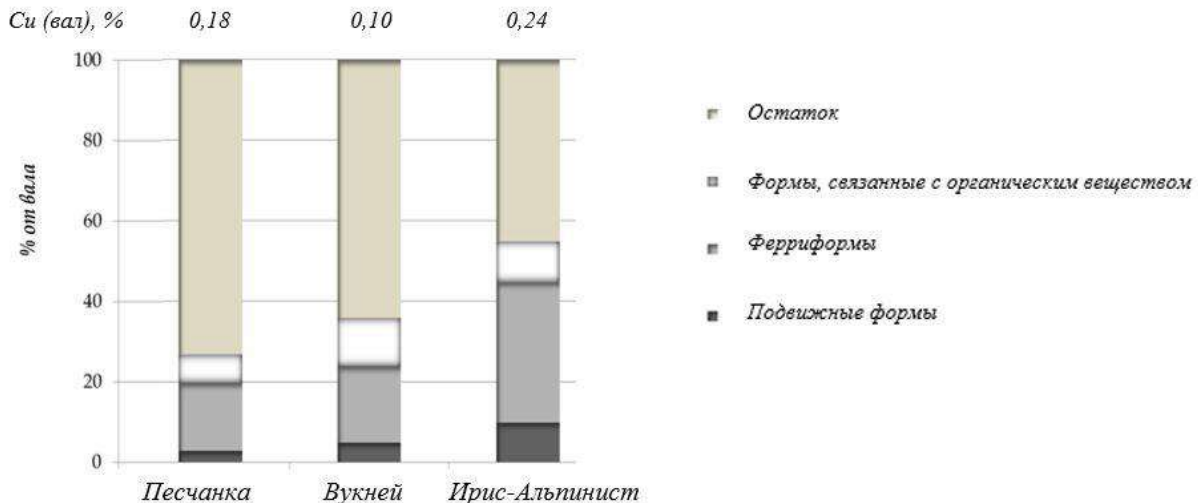 Cu (вал), % 0,18 0,10 0,24
% от вала
100
80
60
40
20
0
Песчанка Вукней Ирис-Альпинист
Остаток
Формы, связанные с органическим веществом
Ферриформы
Подвижные формы